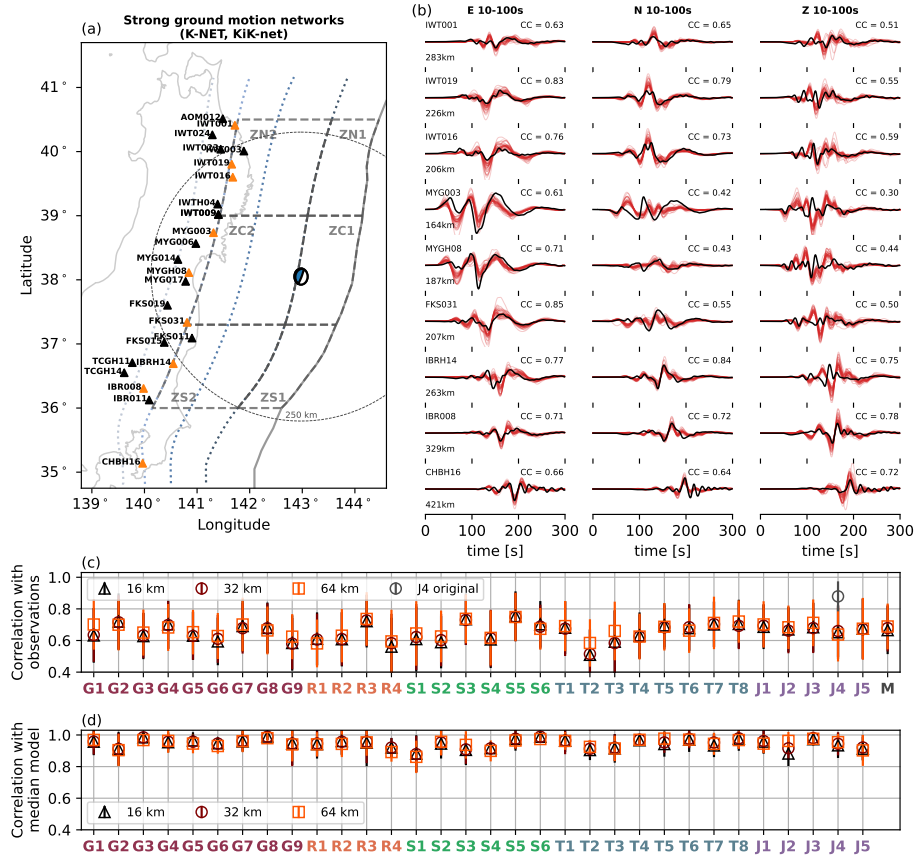 (a)
Strong ground motion networks
(K-NET, KiK-net)
Latitude
41°
40°
39°
38°
37°
36°
35°
139 140 141 142 143 144
Longitude
AOM012
IWT001
IWT024
IWT019
IWT016
IWTH04
IWT009
MYG003
MYG006
MYG014
MYGH08
MYG017
FKS019
FKS031
FKS011
FKS015
TCGH11
IBRH14
TCGH14
IBR008
IBR011
CHBH16
ZN2 ZN1
ZC2 ZC1
ZS2 ZS1
250 km
(b)
E 10-100s N 10-100s Z 10-100s
IWT001 CC = 0.63 CC = 0.65 CC = 0.51
283km
IWT019 CC = 0.83 CC = 0.79 CC = 0.55
226km
IWT016 CC = 0.76 CC = 0.73 CC = 0.59
206km
MYG003 CC = 0.61 CC = 0.42 CC = 0.30
164km
MYGH08 CC = 0.71 CC = 0.43 CC = 0.44
187km
FKS031 CC = 0.85 CC = 0.55 CC = 0.50
207km
IBRH14 CC = 0.77 CC = 0.84 CC = 0.75
263km
IBR008 CC = 0.71 CC = 0.72 CC = 0.78
329km
CHBH16 CC = 0.66 CC = 0.64 CC = 0.72
421km
0 100 200 300 0 100 200 300 0 100 200 300
time [s] time [s] time [s]
(c)
Correlation with
observations
1.0
0.8
0.6
0.4
16 km 32 km 64 km J4 original
G1 G2 G3 G4 G5 G6 G7 G8 G9 R1 R2 R3 R4 S1 S2 S3 S4 S5 S6 T1 T2 T3 T4 T5 T6 T7 T8 J1 J2 J3 J4 J5 M
(d)
Correlation with
median model
1.0
0.8
0.6
0.4
16 km 32 km 64 km
G1 G2 G3 G4 G5 G6 G7 G8 G9 R1 R2 R3 R4 S1 S2 S3 S4 S5 S6 T1 T2 T3 T4 T5 T6 T7 T8 J1 J2 J3 J4 J5